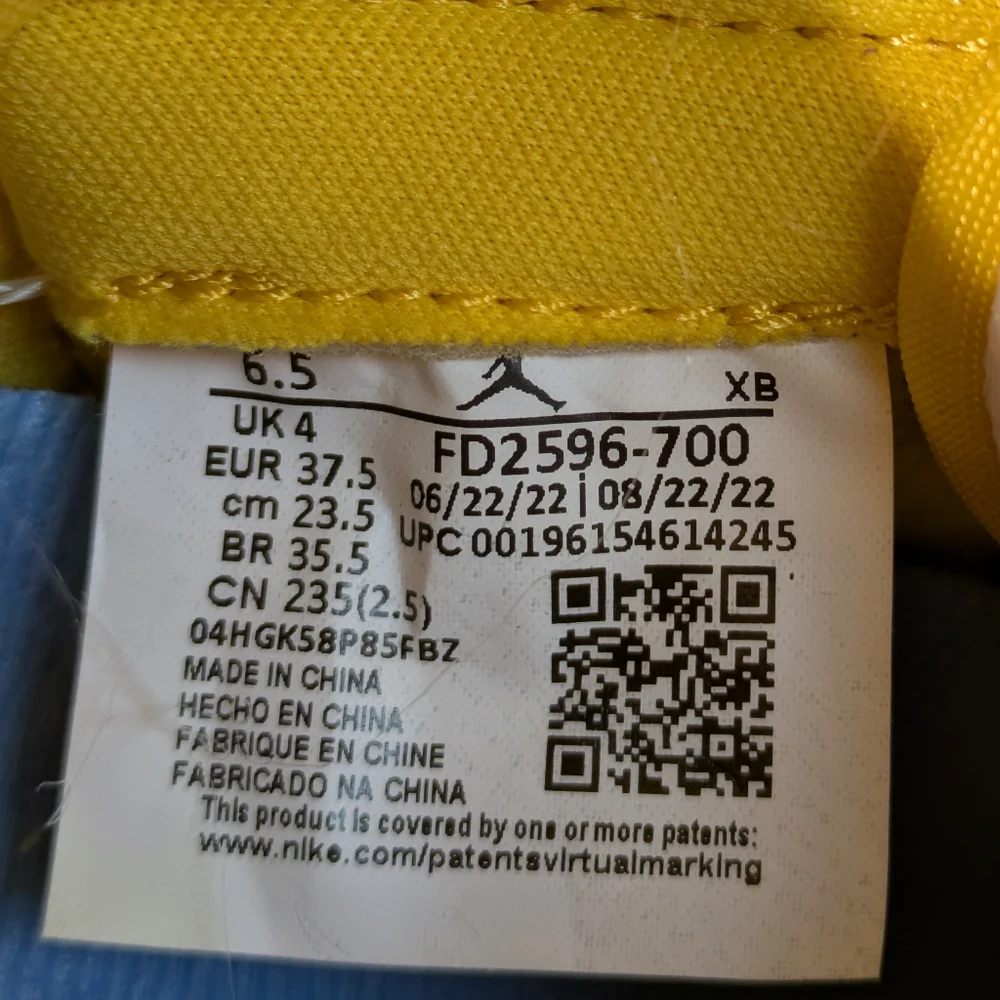 6.5
XB
UK 4
EUR 37.5
cm 23.5
BR 35.5
CN 235(2.5)
FD2596-700
06/22/22 | 08/22/22
UPC 00196154614245
04HGK58P85FBZ
MADE IN CHINA
HECHO EN CHINA
FABRIQUE EN CHINE
FABRICADO NA CHINA
This product is covered by one or more patents:
www.nike.com/patentsvirtualmarking